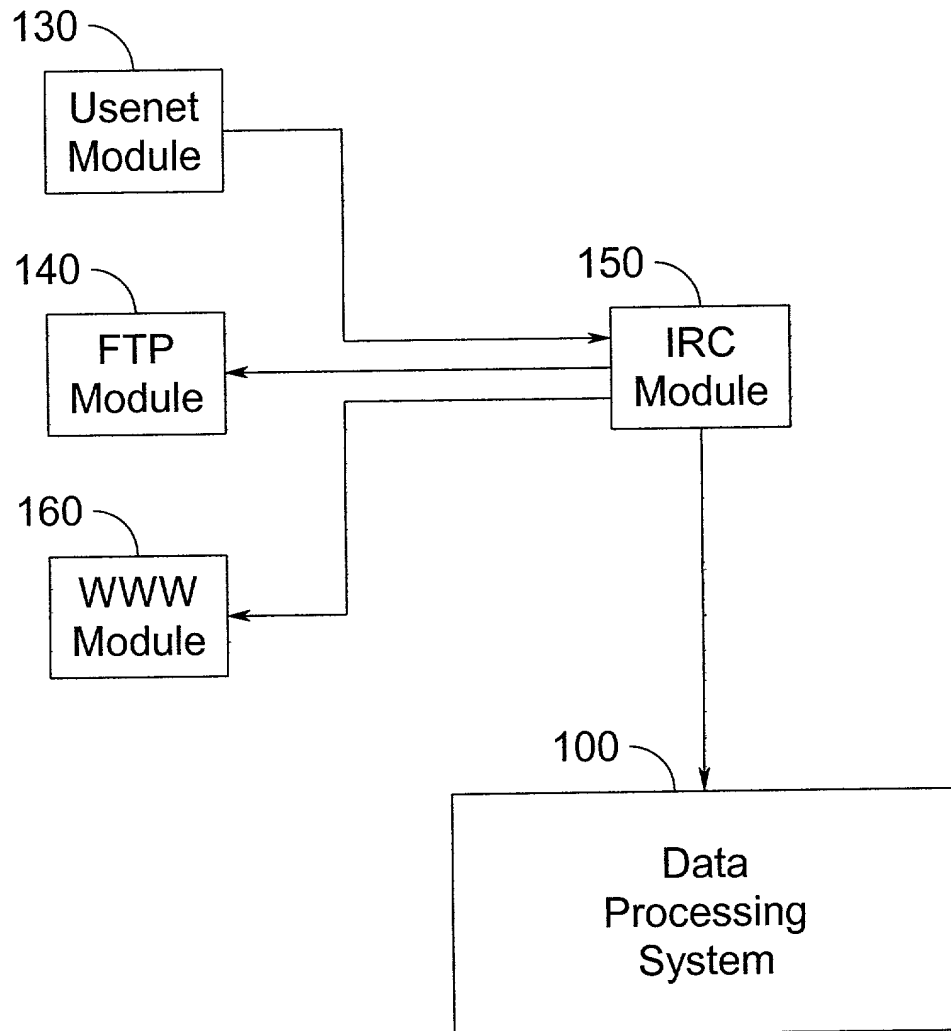 130
Usenet
Module
140
FTP
Module
150
IRC
Module
160
WWW
Module
100
Data
Processing
System